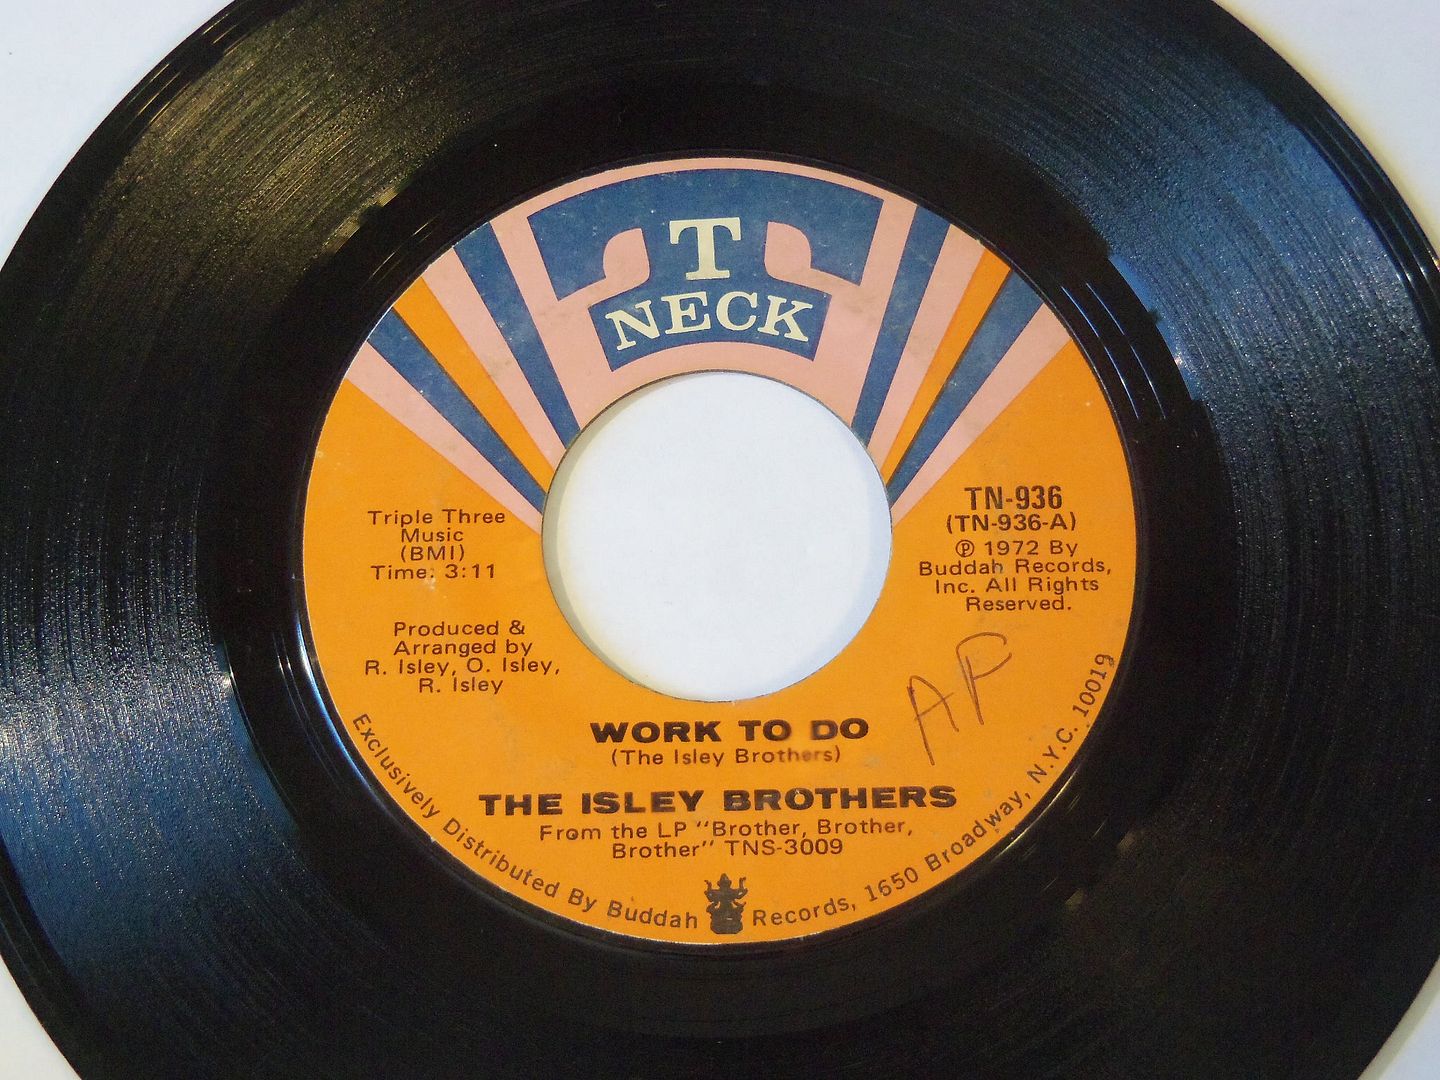 T
NECK
Triple Three
Music
(BMI)
Time: 3:11
Produced &
Arranged by
R. Isley, O. Isley,
R. Isley
TN-936
(TN-936-A)
℗ 1972 By
Buddah Records,
Inc. All Rights
Reserved.
AF
WORK TO DO
(The Isley Brothers)
THE ISLEY BROTHERS
From the LP "Brother, Brother,
Brother" TNS-3009
Exclusively Distributed By Buddah Records, 1650 Broadway, N.Y.C. 10019